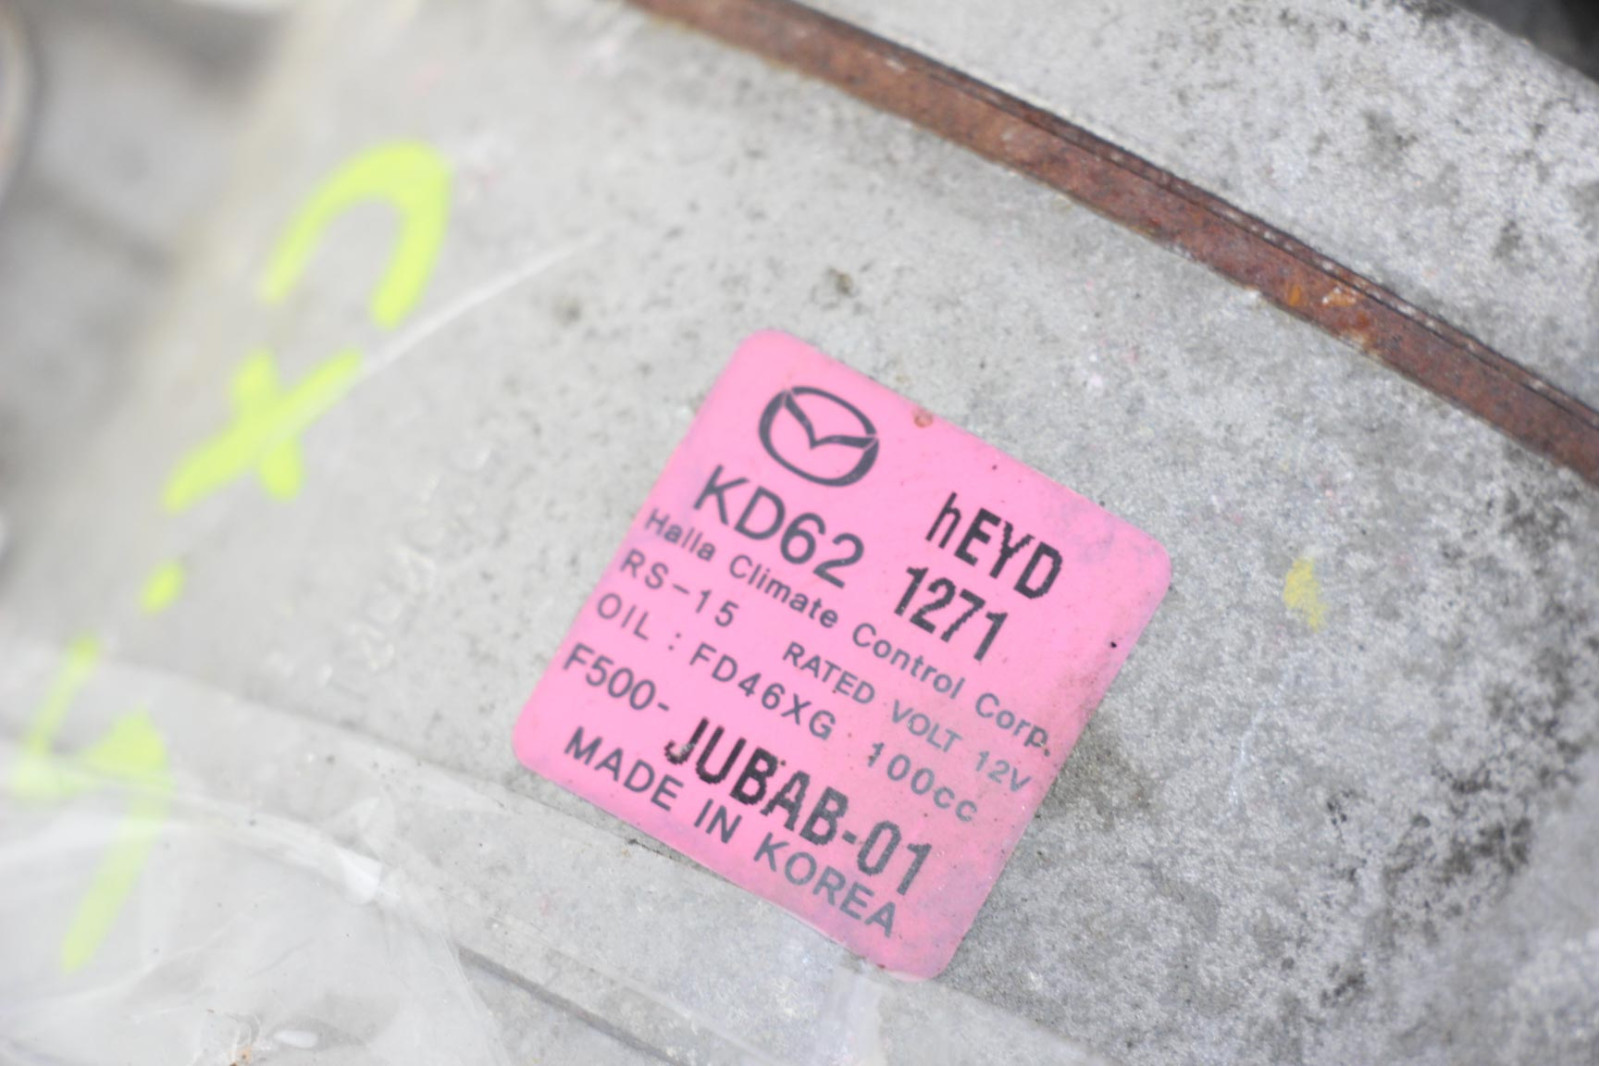 KD62 hEYD
1271
Halla Climate Control Corp.
RS-15 RATED VOLT 12V
OIL : FD46XG 100cc
F500- JUBAB-01
MADE IN KOREA